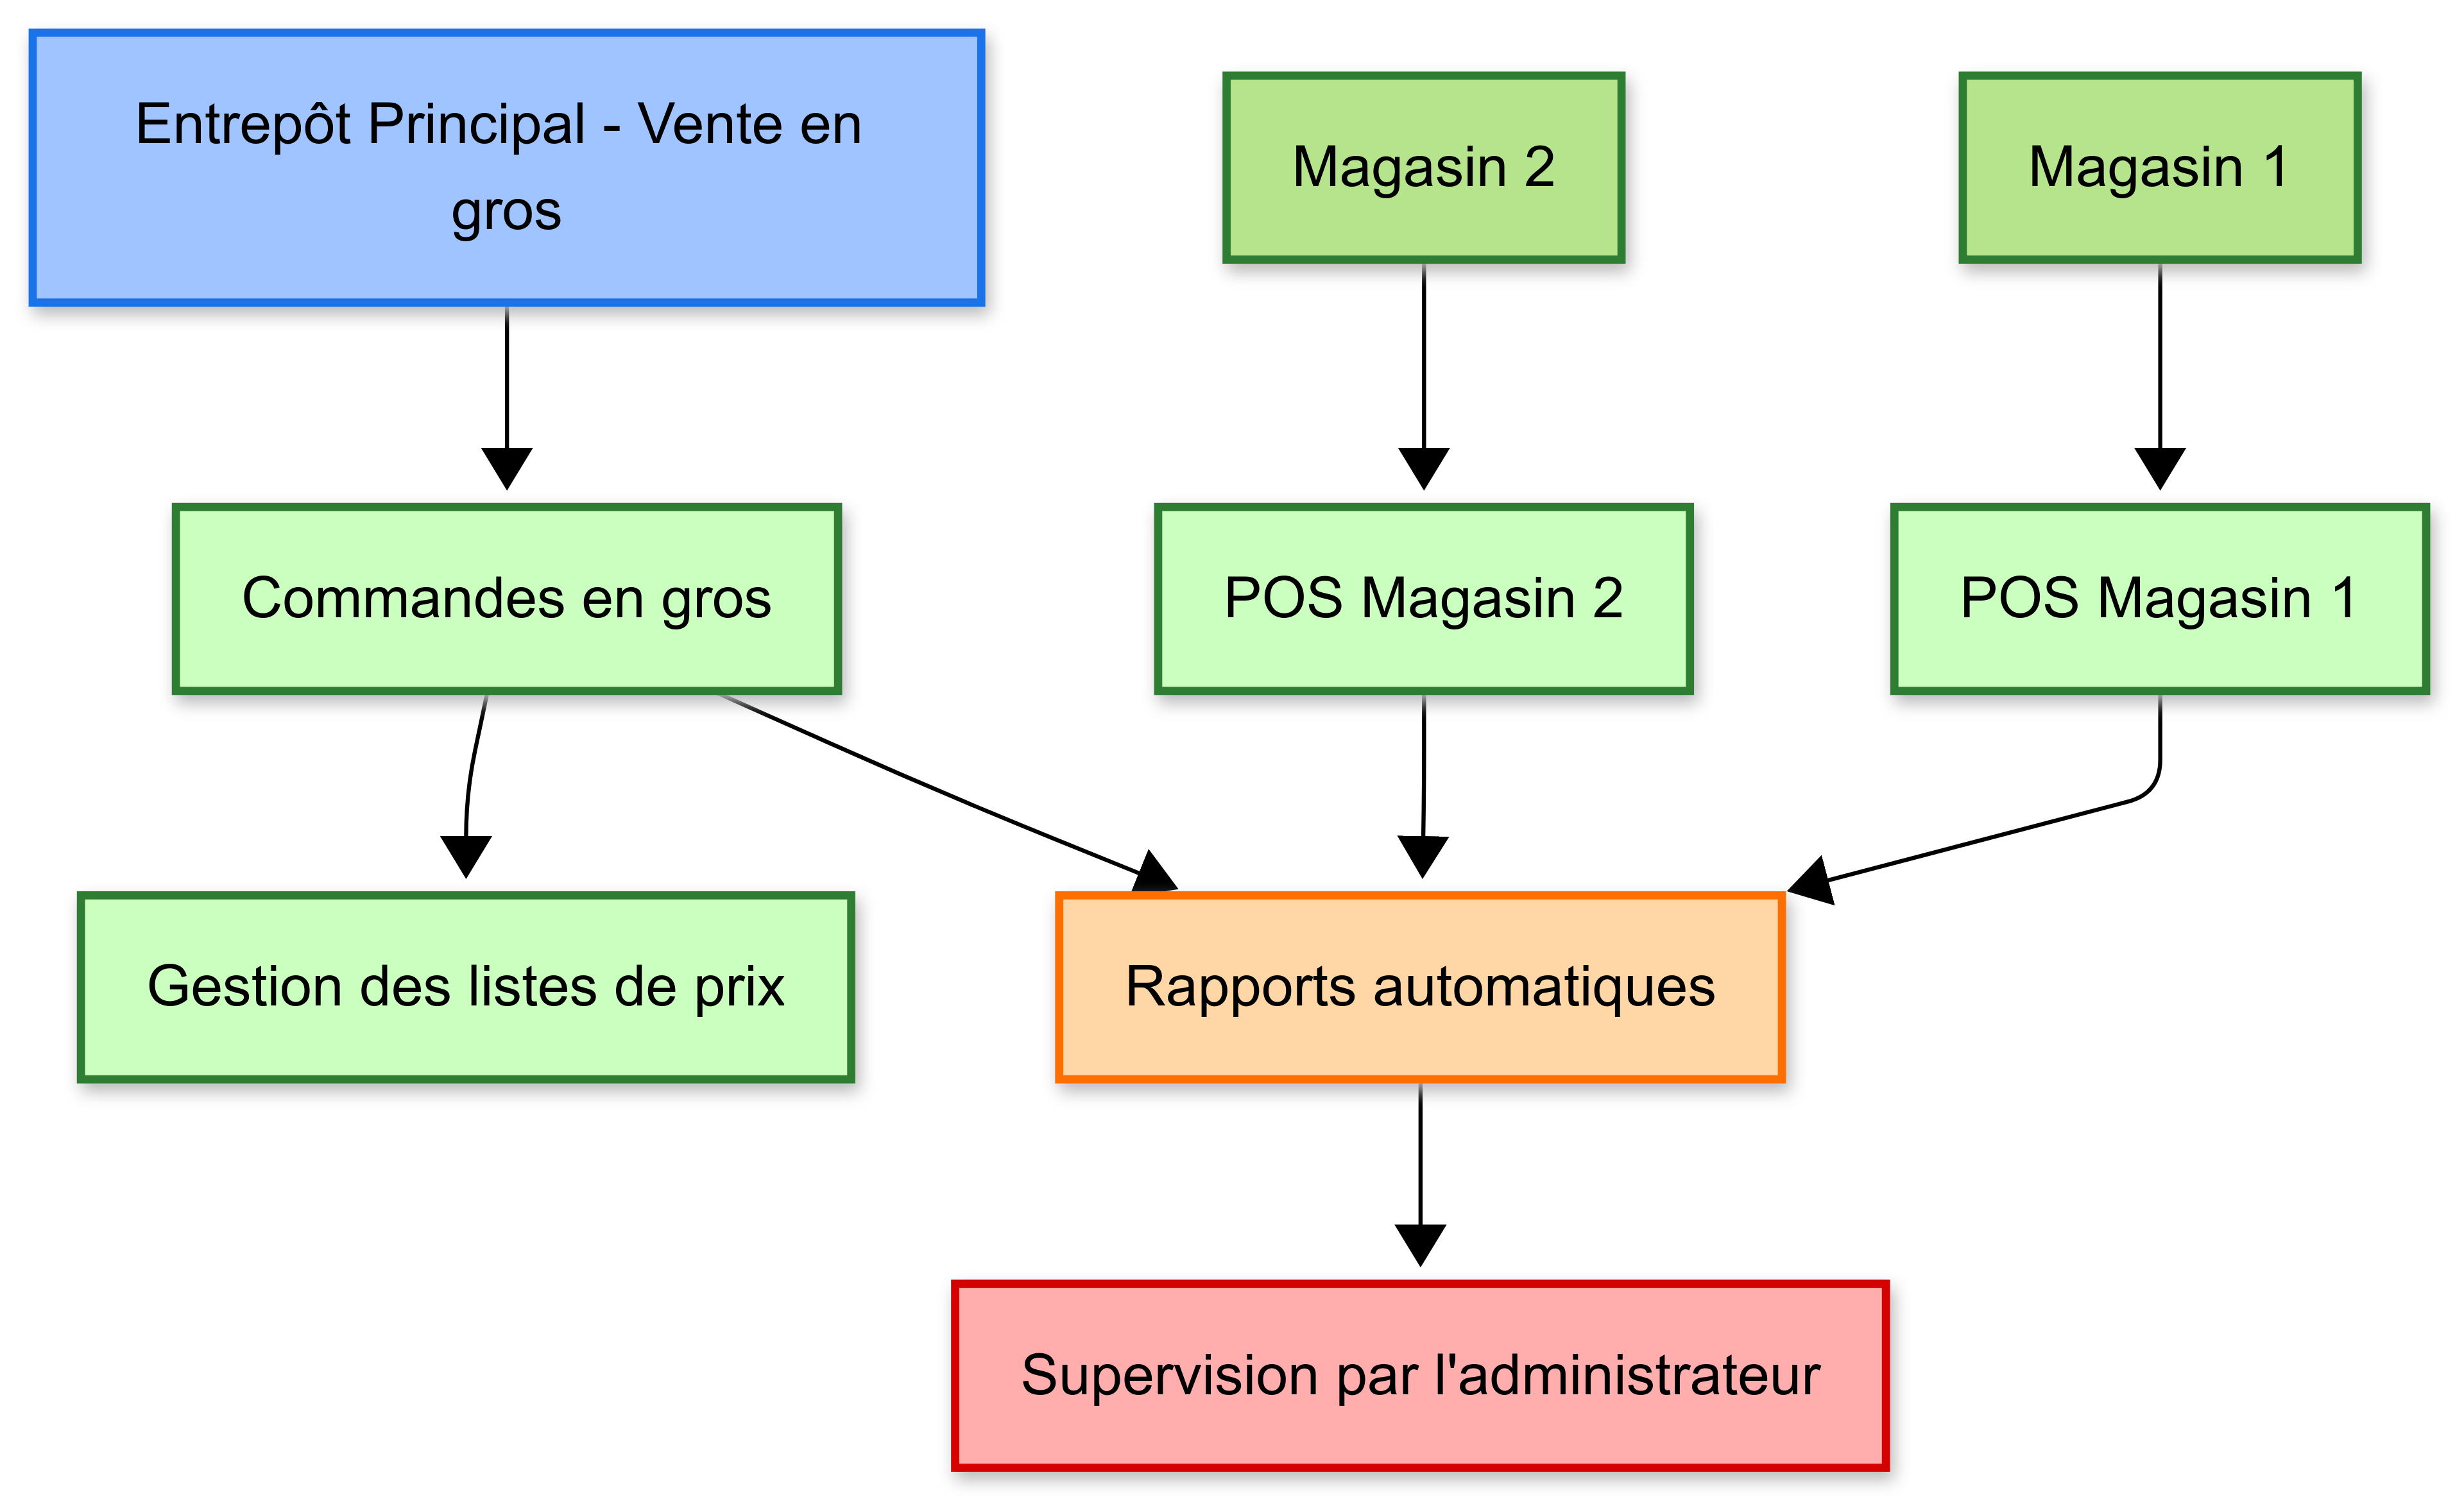 Entrepôt Principal - Vente en
gros
Magasin 2
Magasin 1
Commandes en gros
POS Magasin 2
POS Magasin 1
Gestion des listes de prix
Rapports automatiques
Supervision par l'administrateur